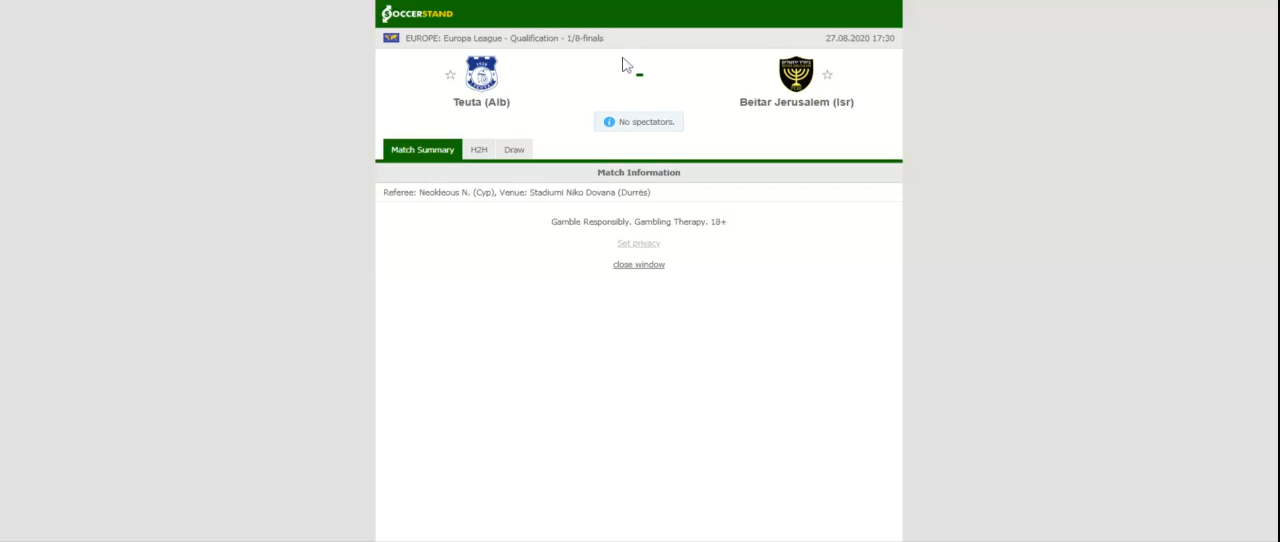 SOCCERSTAND
EUROPE: Europa League - Qualification - 1/8-finals 27.08.2020 17:30
Teuta (Alb) Beitar Jerusalem (Isr)
No spectators.
Match Summary H2H Draw
Match Information
Referee: Neokleous N. (Cyp), Venue: Stadiumi Niko Dovana (Durrës)
Gamble Responsibly. Gambling Therapy. 18+
Set privacy
close window